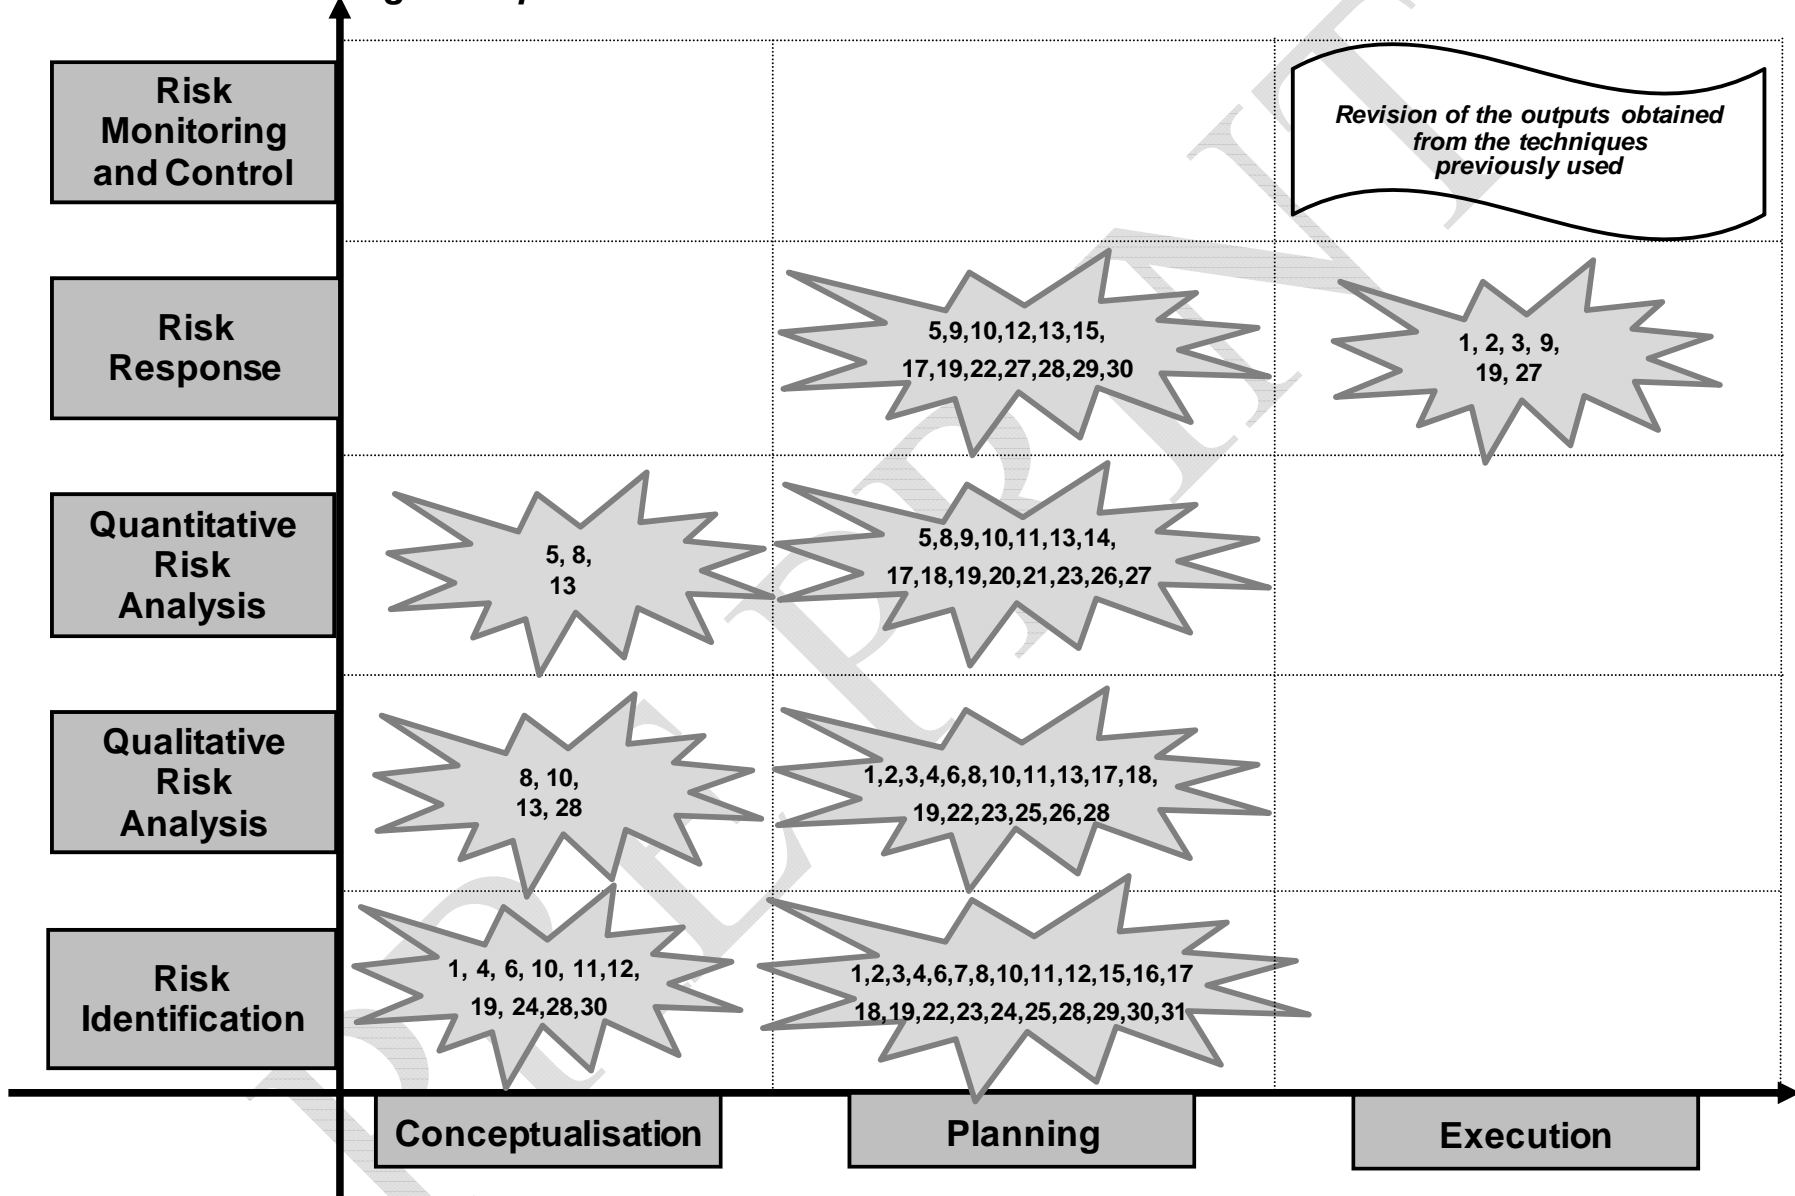 Risk
Monitoring
and Control
Revision of the outputs obtained
from the techniques
previously used
Risk
Response
5,9,10,12,13,15,
17,19,22,27,28,29,30
1, 2, 3, 9,
19, 27
Quantitative
Risk
Analysis
5, 8,
13
5,8,9,10,11,13,14,
17,18,19,20,21,23,26,27
Qualitative
Risk
Analysis
8, 10,
13, 28
1,2,3,4,6,8,10,11,13,17,18,
19,22,23,25,26,28
Risk
Identification
1, 4, 6, 10, 11,12,
19, 24,28,30
1,2,3,4,6,7,8,10,11,12,15,16,17
18,19,22,23,24,25,28,29,30,31
Conceptualisation
Planning
Execution
PREPRINT